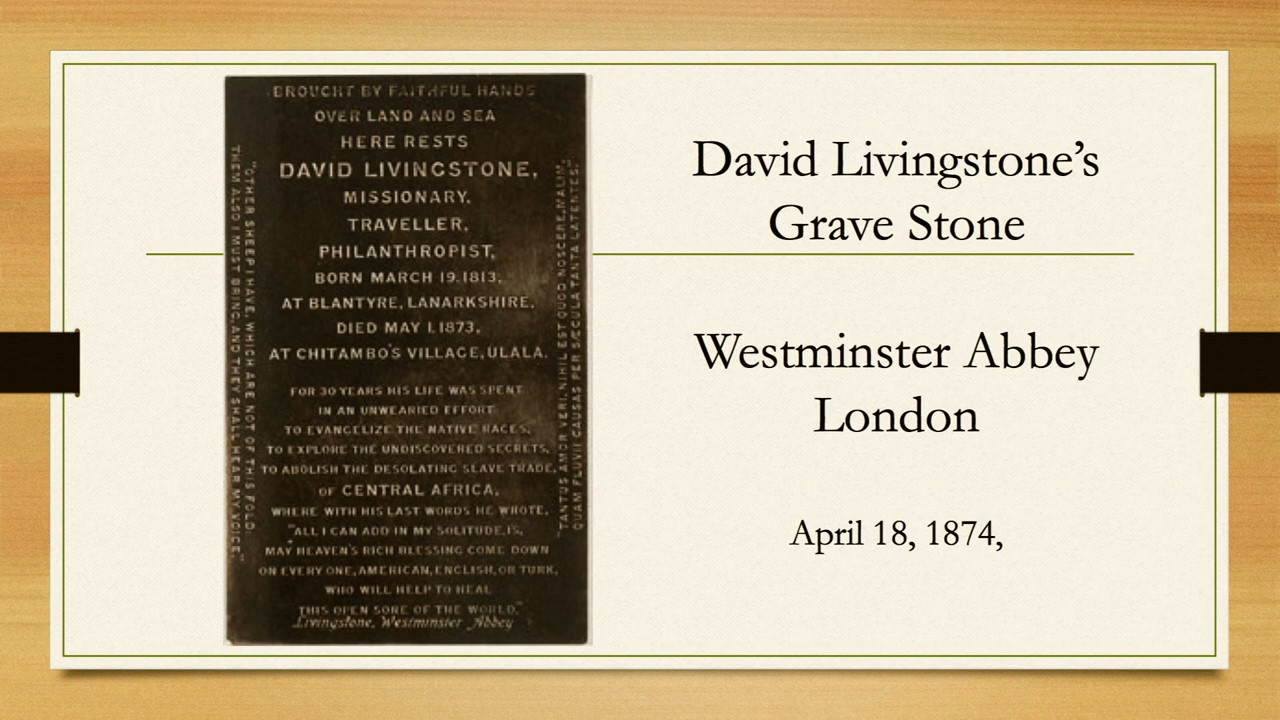 BROUGHT BY FAITHFUL HANDS
OVER LAND AND SEA
HERE RESTS
DAVID LIVINGSTONE,
MISSIONARY,
TRAVELLER,
PHILANTHROPIST,
BORN MARCH 19.1813,
AT BLANTYRE, LANARKSHIRE,
DIED MAY 1.1873,
AT CHITAMBO'S VILLAGE, ULALA.
FOR 30 YEARS HIS LIFE WAS SPENT
IN AN UNWEARIED EFFORT
TO EVANGELIZE THE NATIVE RACES,
TO EXPLORE THE UNDISCOVERED SECRETS,
TO ABOLISH THE DESOLATING SLAVE TRADE,
OF CENTRAL AFRICA,
WHERE WITH HIS LAST WORDS HE WROTE,
"ALL I CAN ADD IN MY SOLITUDE, IS,
MAY HEAVEN'S RICH BLESSING COME DOWN
ON EVERY ONE, AMERICAN, ENGLISH, OR TURK,
WHO WILL HELP TO HEAL
THIS OPEN SORE OF THE WORLD."
Livingstone, Westminster Abbey
"OTHER SHEEP I HAVE, WHICH ARE NOT OF THIS FOLD:
THEM ALSO I MUST BRING, AND THEY SHALL HEAR MY VOICE."
"TANTUS AMOR VERI, NIHIL EST QUOD NOSCERE MALIM,
QUAM FLUVII CAUSAS PER SÆCULA TANTA LATENTES."
David Livingstone’s
Grave Stone
Westminster Abbey
London
April 18, 1874,